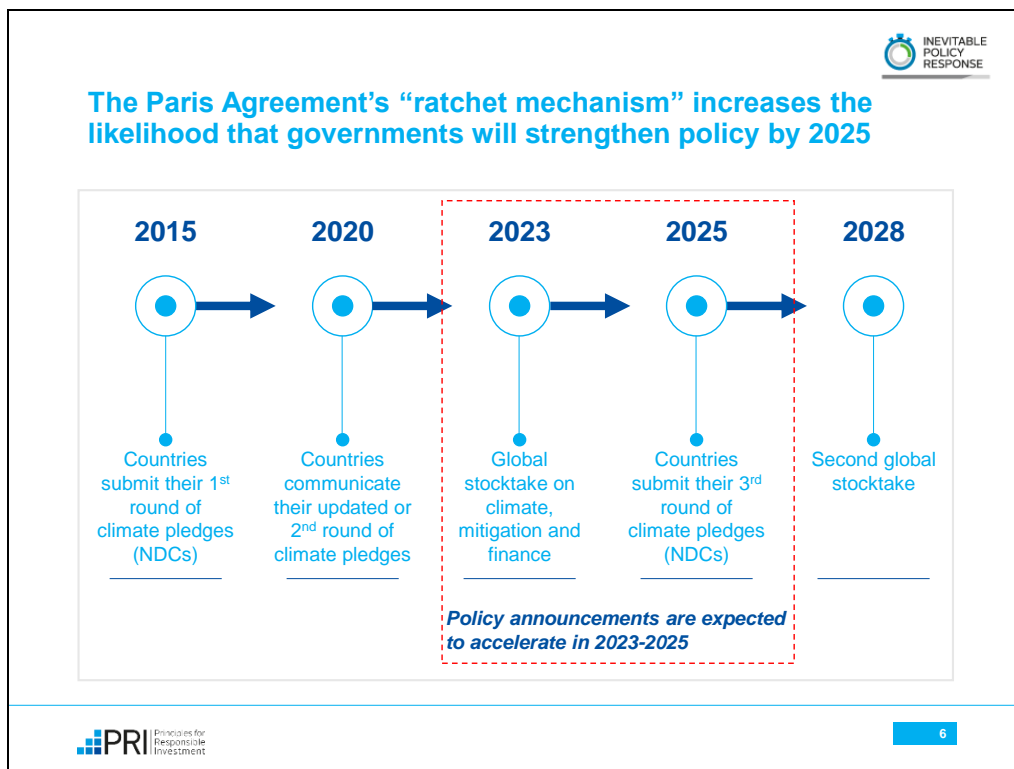 INEVITABLE
POLICY
RESPONSE
The Paris Agreement’s “ratchet mechanism” increases the
likelihood that governments will strengthen policy by 2025
2015
2020
2023
2025
2028
Countries
submit their 1st
round of
climate pledges
(NDCs)
Countries
communicate
their updated or
2nd round of
climate pledges
Global
stocktake on
climate,
mitigation and
finance
Countries
submit their 3rd
round of
climate pledges
(NDCs)
Second global
stocktake
Policy announcements are expected
to accelerate in 2023-2025
PRI
Principles for
Responsible
Investment
6